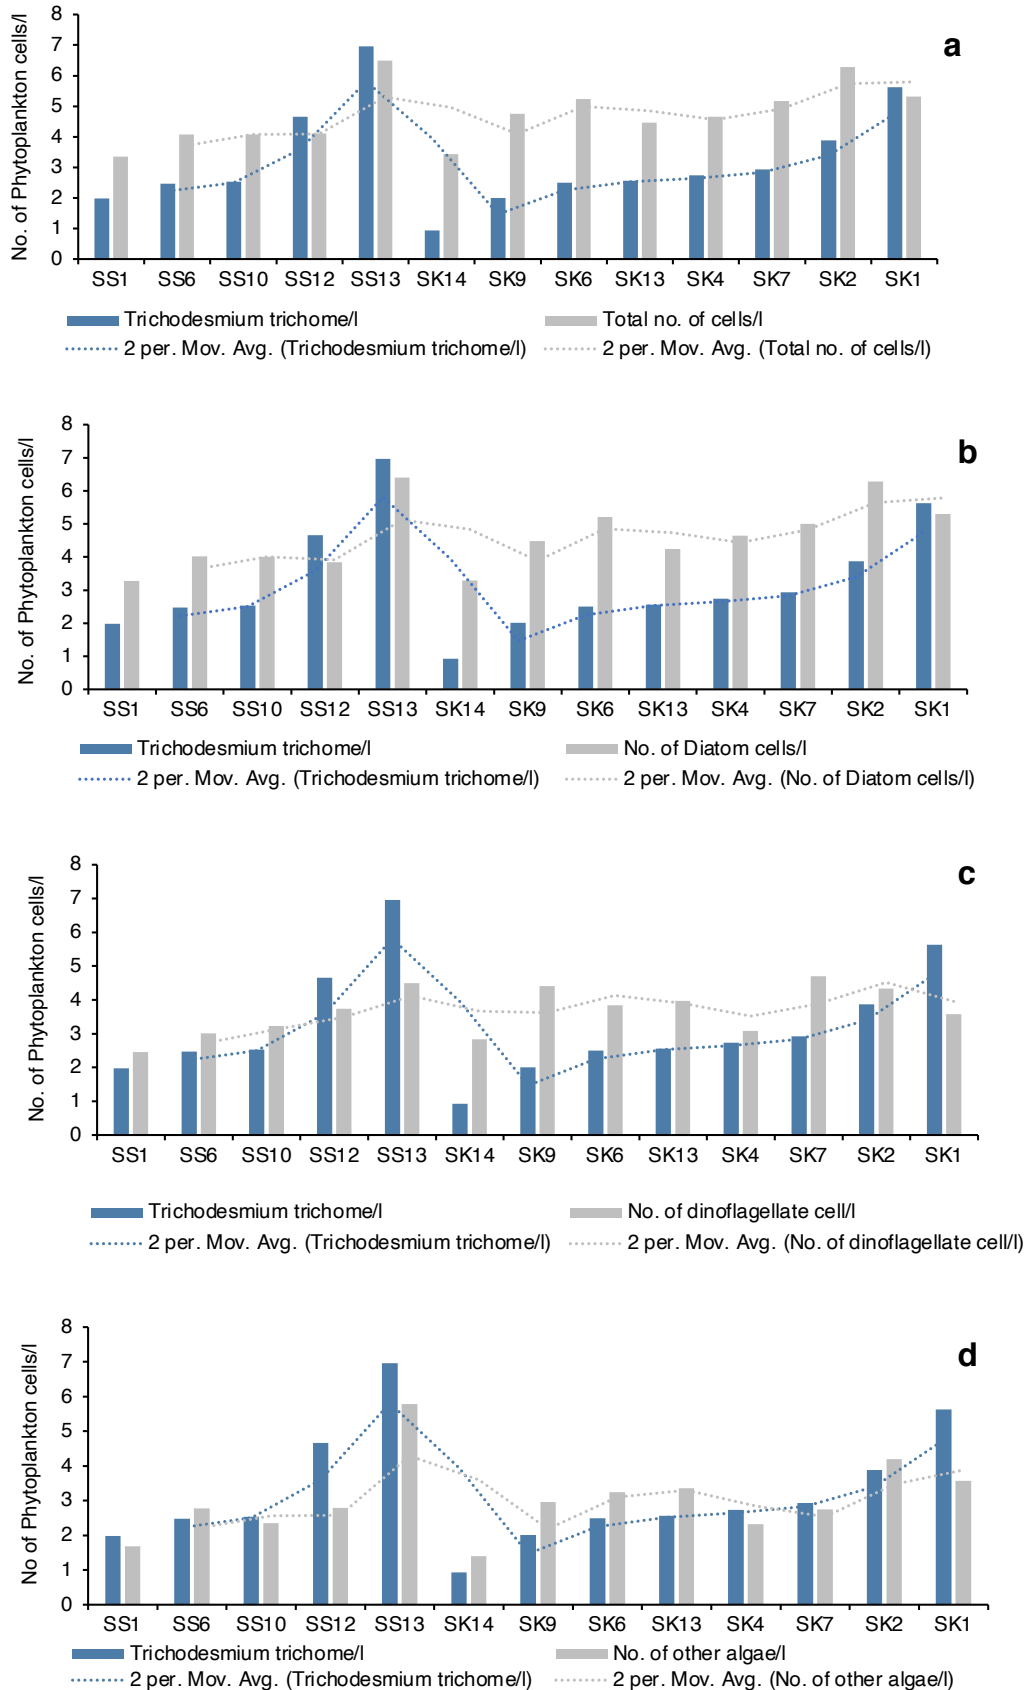 a
No. of Phytoplankton cells/l
8
7
6
5
4
3
2
1
0
SS1 SS6 SS10 SS12 SS13 SK14 SK9 SK6 SK13 SK4 SK7 SK2 SK1
Trichodesmium trichome/l Total no. of cells/l
2 per. Mov. Avg. (Trichodesmium trichome/l) 2 per. Mov. Avg. (Total no. of cells/l)
b
No. of Phytoplankton cells/l
8
7
6
5
4
3
2
1
0
SS1 SS6 SS10 SS12 SS13 SK14 SK9 SK6 SK13 SK4 SK7 SK2 SK1
Trichodesmium trichome/l No. of Diatom cells/l
2 per. Mov. Avg. (Trichodesmium trichome/l) 2 per. Mov. Avg. (No. of Diatom cells/l)
c
No. of Phytoplankton cells/l
8
7
6
5
4
3
2
1
0
SS1 SS6 SS10 SS12 SS13 SK14 SK9 SK6 SK13 SK4 SK7 SK2 SK1
Trichodesmium trichome/l No. of dinoflagellate cell/l
2 per. Mov. Avg. (Trichodesmium trichome/l) 2 per. Mov. Avg. (No. of dinoflagellate cell/l)
d
No of Phytoplankton cells/l
8
7
6
5
4
3
2
1
0
SS1 SS6 SS10 SS12 SS13 SK14 SK9 SK6 SK13 SK4 SK7 SK2 SK1
Trichodesmium trichome/l No. of other algae/l
2 per. Mov. Avg. (Trichodesmium trichome/l) 2 per. Mov. Avg. (No. of other algae/l)